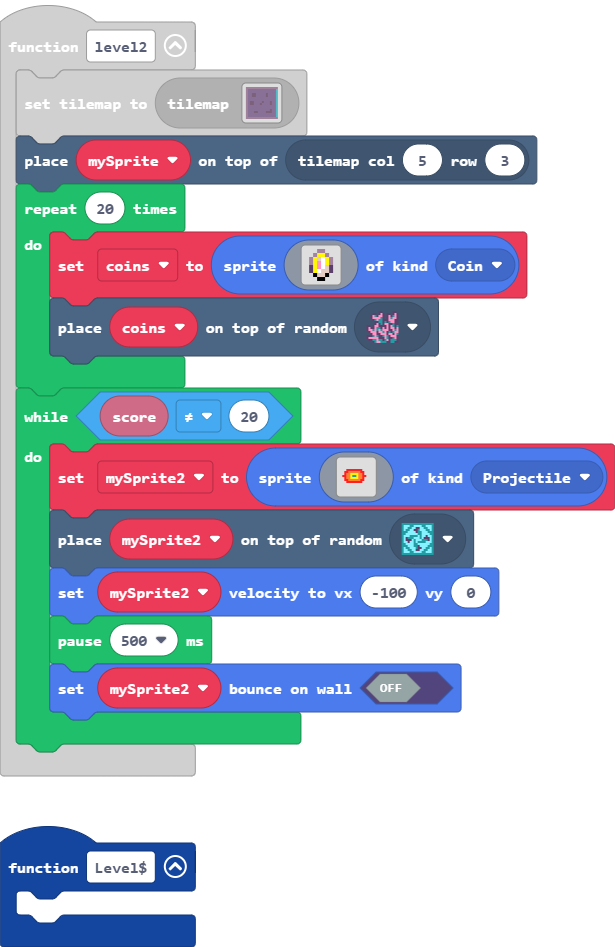 function level2
set tilemap to tilemap
place mySprite on top of tilemap col 5 row 3
repeat 20 times
do
set coins to sprite of kind Coin
place coins on top of random
while score ≠ 20
do
set mySprite2 to sprite of kind Projectile
place mySprite2 on top of random
set mySprite2 velocity to vx -100 vy 0
pause 500 ms
set mySprite2 bounce on wall OFF
function Level$